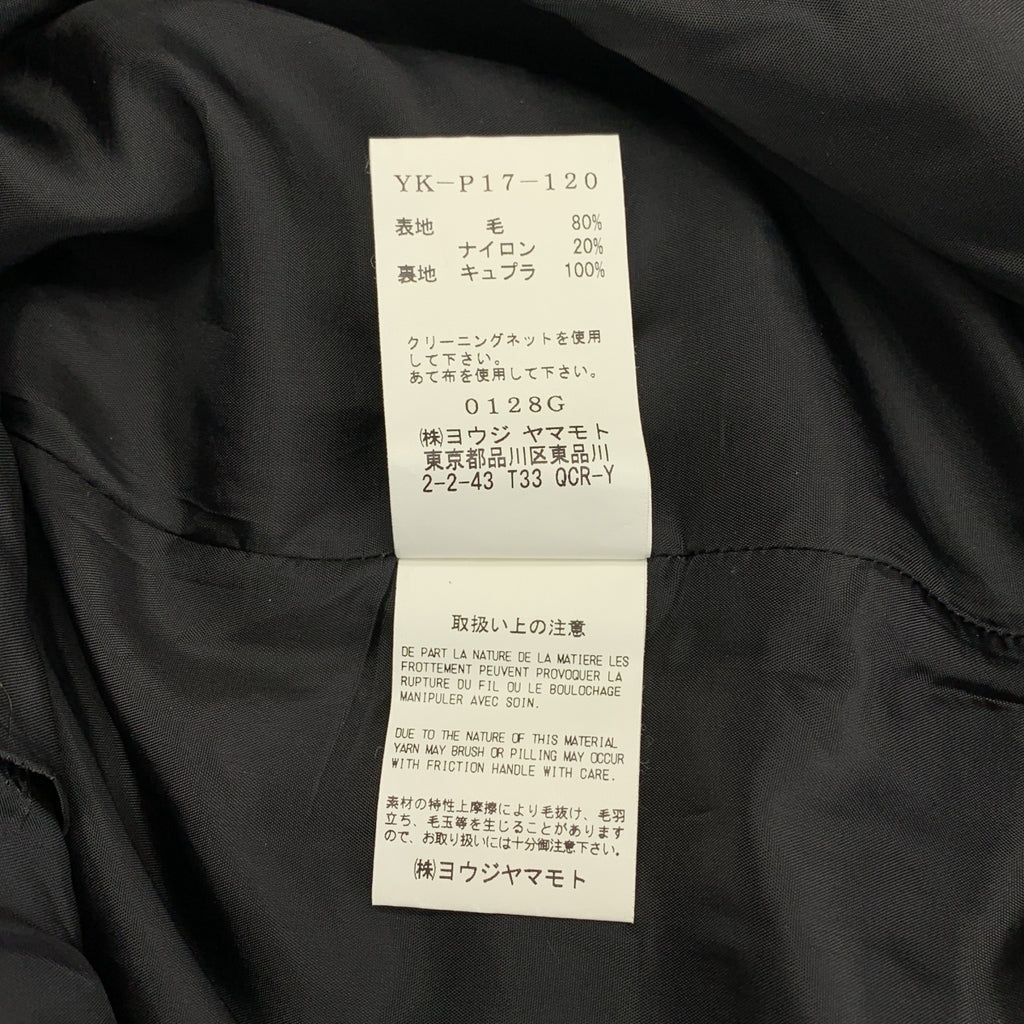 YK－P17－120
表地 毛 80%
ナイロン 20%
裏地 キュプラ 100%
クリーニングネットを使用
して下さい。
あて布を使用して下さい。
0128G
㈱ヨウジ ヤマモト
東京都品川区東品川
2-2-43 T33 QCR-Y
取扱い上の注意
DE PART LA NATURE DE LA MATIERE LES
FROTTEMENT PEUVENT PROVOQUER LA
RUPTURE DU FIL OU LE BOULOCHAGE
MANIPULER AVEC SOIN.
DUE TO THE NATURE OF THIS MATERIAL
YARN MAY BRUSH OR PILLING MAY OCCUR
WITH FRICTION HANDLE WITH CARE.
素材の特性上摩擦により毛抜け、毛羽
立ち、毛玉等を生じることがあります
ので、お取り扱いには十分御注意下さい。
㈱ヨウジヤマモト